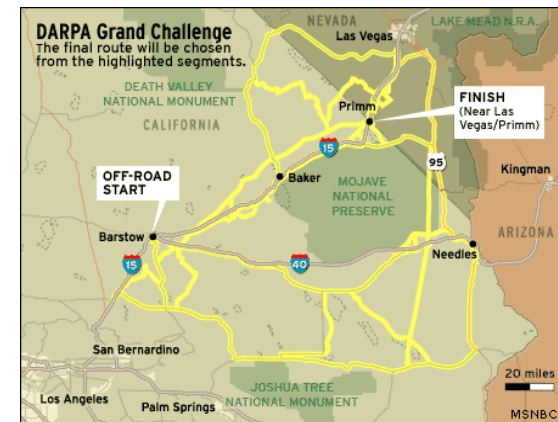 DARPA Grand Challenge
The final route will be chosen
from the highlighted segments.
NEVADA
LAKE MEAD N.R.A.
Las Vegas
DEATH VALLEY
NATIONAL MONUMENT
CALIFORNIA
Primm
FINISH
(Near Las
Vegas/Primm)
15
95
OFF-ROAD
START
Baker
MOJAVE
NATIONAL
PRESERVE
Kingman
ARIZONA
Barstow
Needles
15
40
San Bernardino
20 miles
JOSHUA TREE
NATIONAL MONUMENT
Los Angeles
Palm Springs
MSNBC